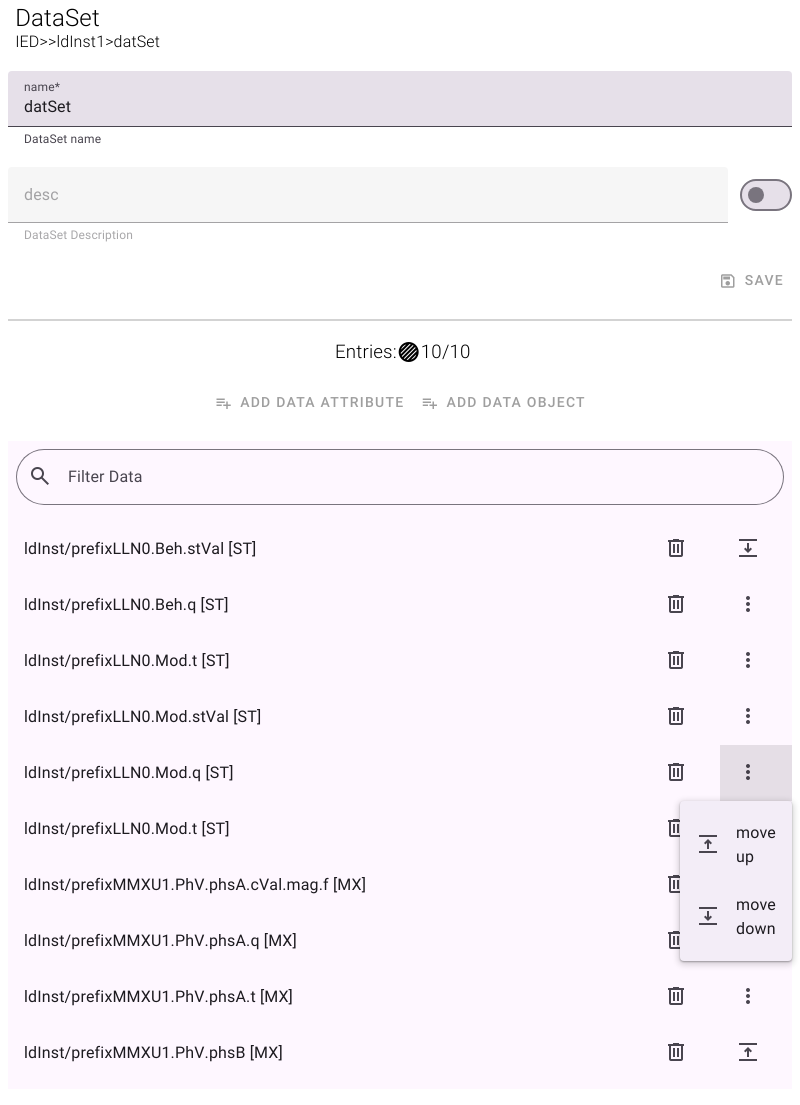 DataSet
IED>>ldInst1>datSet
name*
datSet
DataSet name
desc
DataSet Description
SAVE
Entries: 10/10
ADD DATA ATTRIBUTE ADD DATA OBJECT
Filter Data
ldInst/prefixLLN0.Beh.stVal [ST]
ldInst/prefixLLN0.Beh.q [ST]
ldInst/prefixLLN0.Mod.t [ST]
ldInst/prefixLLN0.Mod.stVal [ST]
ldInst/prefixLLN0.Mod.q [ST]
ldInst/prefixLLN0.Mod.t [ST]
ldInst/prefixMMXU1.PhV.phsA.cVal.mag.f [MX]
ldInst/prefixMMXU1.PhV.phsA.q [MX]
ldInst/prefixMMXU1.PhV.phsA.t [MX]
ldInst/prefixMMXU1.PhV.phsB [MX]
move
up
move
down